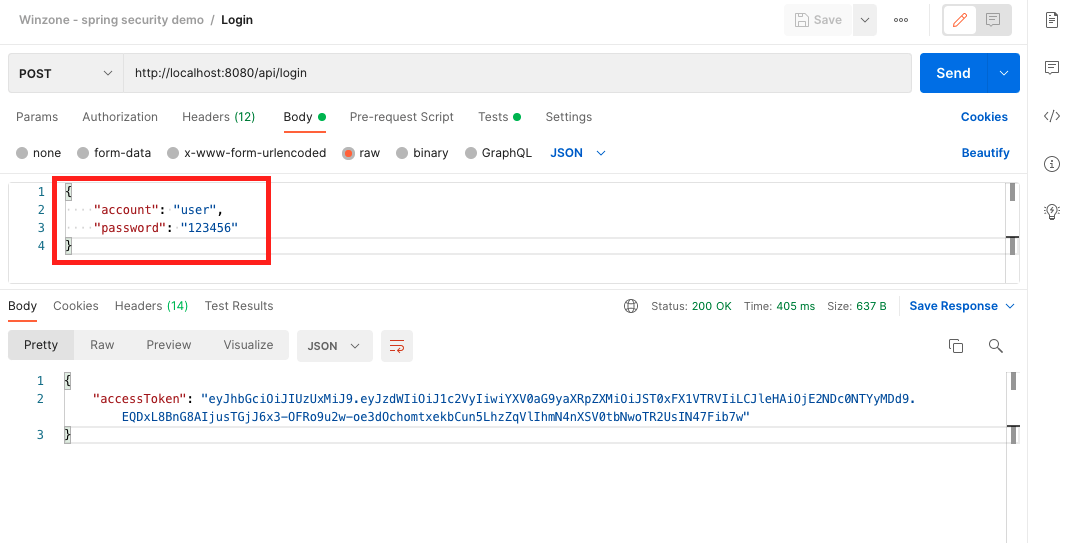 Winzone - spring security demo / Login
Save
POST http://localhost:8080/api/login Send
Params Authorization Headers (12) Body Pre-request Script Tests Settings Cookies
none form-data x-www-form-urlencoded raw binary GraphQL JSON Beautify
1 {
2 "account": "user",
3 "password": "123456"
4 }
Body Cookies Headers (14) Test Results Status: 200 OK Time: 405 ms Size: 637 B Save Response
Pretty Raw Preview Visualize JSON
1 {
2 "accessToken": "eyJhbGciOiJIUzUxMiJ9.eyJzdWIiOiJ1c2VyIiwiYXV0aG9yaXRpZXMiOiJST0xFX1VTRVIiLCJleHAiOjE2NDc0NTYyMDd9.
EQDxL8BnG8AIjusTGjJ6x3-OFRo9u2w-oe3dOchomtxekbCun5LhzZqVlIhmN4nXSV0tbNwoTR2UsIN47Fib7w"
3 }